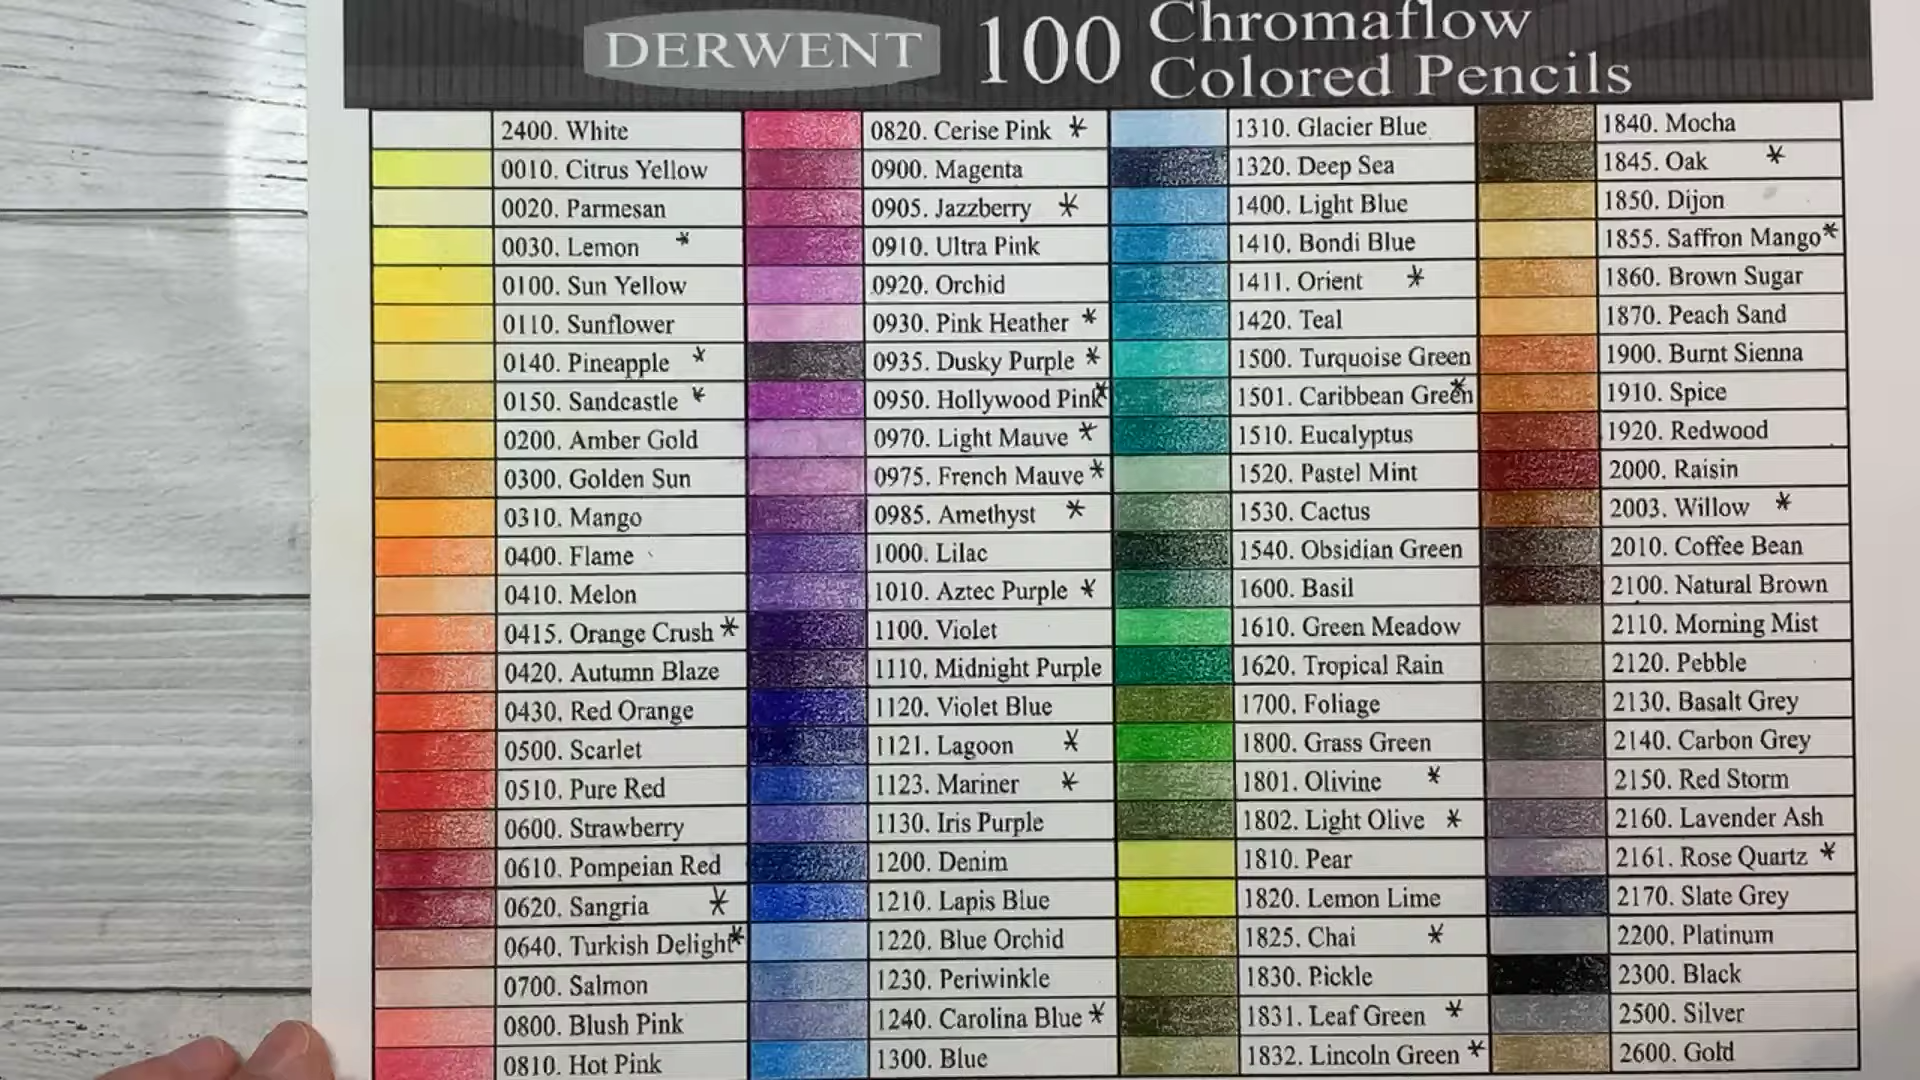 DERWENT 100 Chromaflow
Colored Pencils
2400. White
0010. Citrus Yellow
0020. Parmesan
0030. Lemon *
0100. Sun Yellow
0110. Sunflower
0140. Pineapple *
0150. Sandcastle *
0200. Amber Gold
0300. Golden Sun
0310. Mango
0400. Flame
0410. Melon
0415. Orange Crush *
0420. Autumn Blaze
0430. Red Orange
0500. Scarlet
0510. Pure Red
0600. Strawberry
0610. Pompeian Red
0620. Sangria *
0640. Turkish Delight *
0700. Salmon
0800. Blush Pink
0810. Hot Pink
0820. Cerise Pink *
0900. Magenta
0905. Jazzberry *
0910. Ultra Pink
0920. Orchid
0930. Pink Heather *
0935. Dusky Purple *
0950. Hollywood Pink *
0970. Light Mauve *
0975. French Mauve *
0985. Amethyst *
1000. Lilac
1010. Aztec Purple *
1100. Violet
1110. Midnight Purple
1120. Violet Blue
1121. Lagoon *
1123. Mariner *
1130. Iris Purple
1200. Denim
1210. Lapis Blue
1220. Blue Orchid
1230. Periwinkle
1240. Carolina Blue *
1300. Blue
1310. Glacier Blue
1320. Deep Sea
1400. Light Blue
1410. Bondi Blue
1411. Orient *
1420. Teal
1500. Turquoise Green
1501. Caribbean Green *
1510. Eucalyptus
1520. Pastel Mint
1530. Cactus
1540. Obsidian Green
1600. Basil
1610. Green Meadow
1620. Tropical Rain
1700. Foliage
1800. Grass Green
1801. Olivine *
1802. Light Olive *
1810. Pear
1820. Lemon Lime
1825. Chai *
1830. Pickle
1831. Leaf Green *
1832. Lincoln Green *
1840. Mocha
1845. Oak *
1850. Dijon
1855. Saffron Mango *
1860. Brown Sugar
1870. Peach Sand
1900. Burnt Sienna
1910. Spice
1920. Redwood
2000. Raisin
2003. Willow *
2010. Coffee Bean
2100. Natural Brown
2110. Morning Mist
2120. Pebble
2130. Basalt Grey
2140. Carbon Grey
2150. Red Storm
2160. Lavender Ash
2161. Rose Quartz *
2170. Slate Grey
2200. Platinum
2300. Black
2500. Silver
2600. Gold